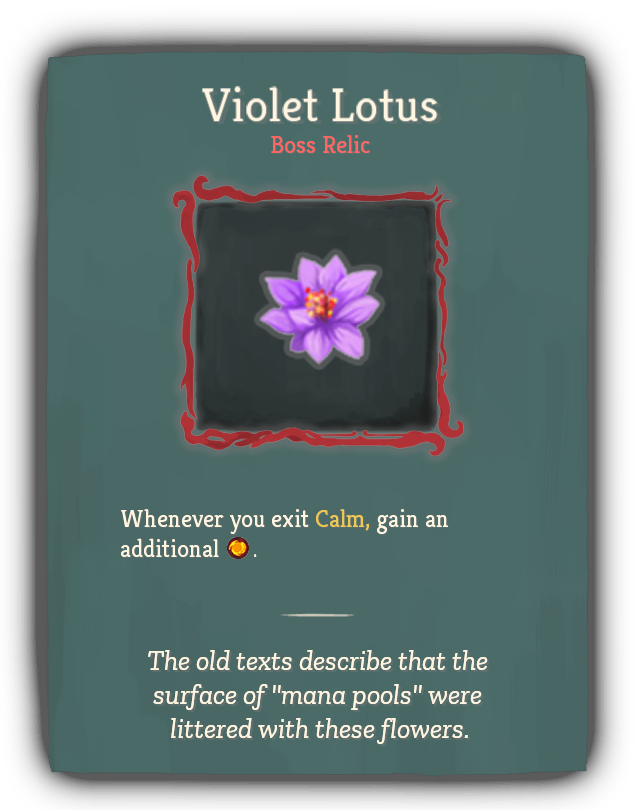 Violet Lotus
Boss Relic
Whenever you exit Calm, gain an
additional .
The old texts describe that the
surface of "mana pools" were
littered with these flowers.